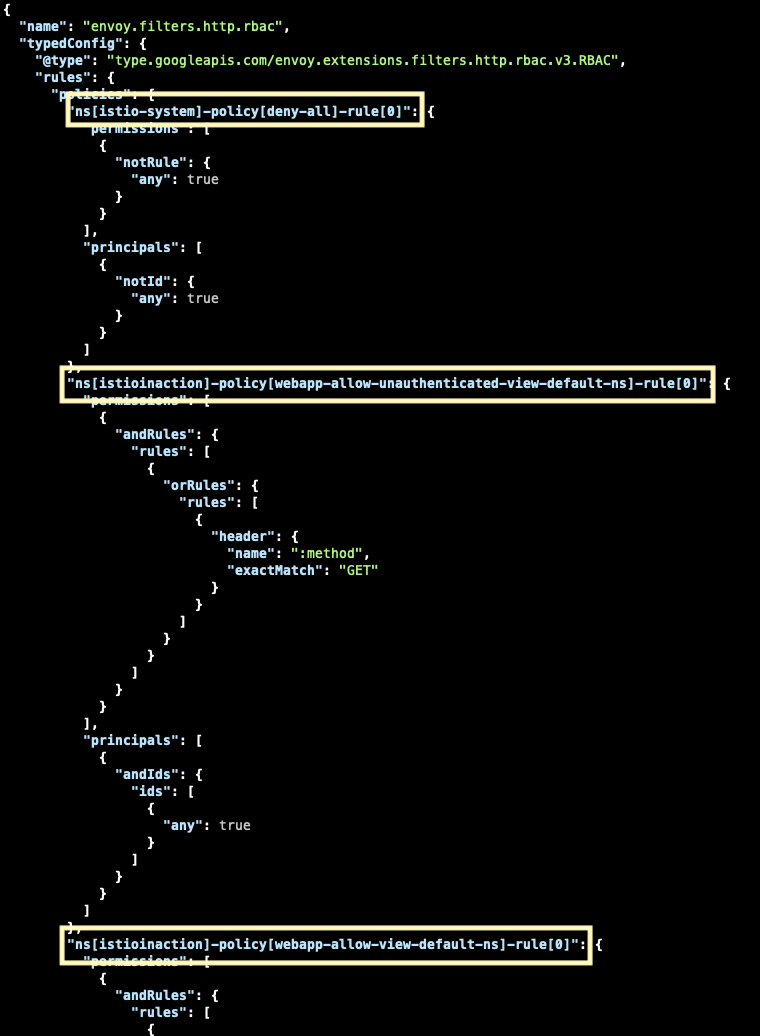 {
"name": "envoy.filters.http.rbac",
"typedConfig": {
"@type": "type.googleapis.com/envoy.extensions.filters.http.rbac.v3.RBAC",
"rules": {
"policies": {
"ns[istio-system]-policy[deny-all]-rule[0]": {
"permissions": [
{
"notRule": {
"any": true
}
}
],
"principals": [
{
"notId": {
"any": true
}
}
]
},
"ns[istioinaction]-policy[webapp-allow-unauthenticated-view-default-ns]-rule[0]": {
"permissions": [
{
"andRules": {
"rules": [
{
"orRules": {
"rules": [
{
"header": {
"name": ":method",
"exactMatch": "GET"
}
}
]
}
}
]
}
}
],
"principals": [
{
"andIds": {
"ids": [
{
"any": true
}
]
}
}
]
},
"ns[istioinaction]-policy[webapp-allow-view-default-ns]-rule[0]": {
"permissions": [
{
"andRules": {
"rules": [
{